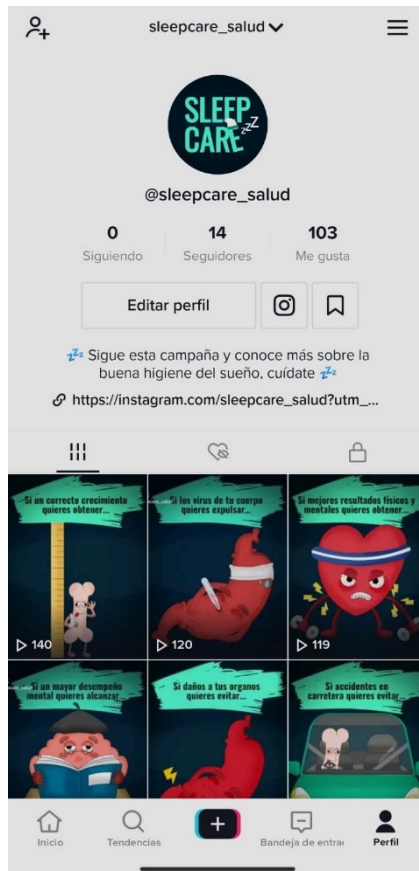 sleepcare_salud
SLEEP
CARE zzZ
@sleepcare_salud
0 14 103
Siguiendo Seguidores Me gusta
Editar perfil
zzz Sigue esta campaña y conoce más sobre la
buena higiene del sueño, cuídate zzz
https://instagram.com/sleepcare_salud?utm_...
Si un correcto crecimiento
quieres obtener...
140
Si los virus de tu cuerpo
quieres expulsar...
120
Si mejores resultados físicos y
mentales quieres obtener...
119
Si un mayor desempeño
mental quieres alcanzar...
Si daños a tus organos
quieres evitar...
Si accidentes en
carretera quieres evitar...
Inicio
Tendencias
Bandeja de entra
Perfil